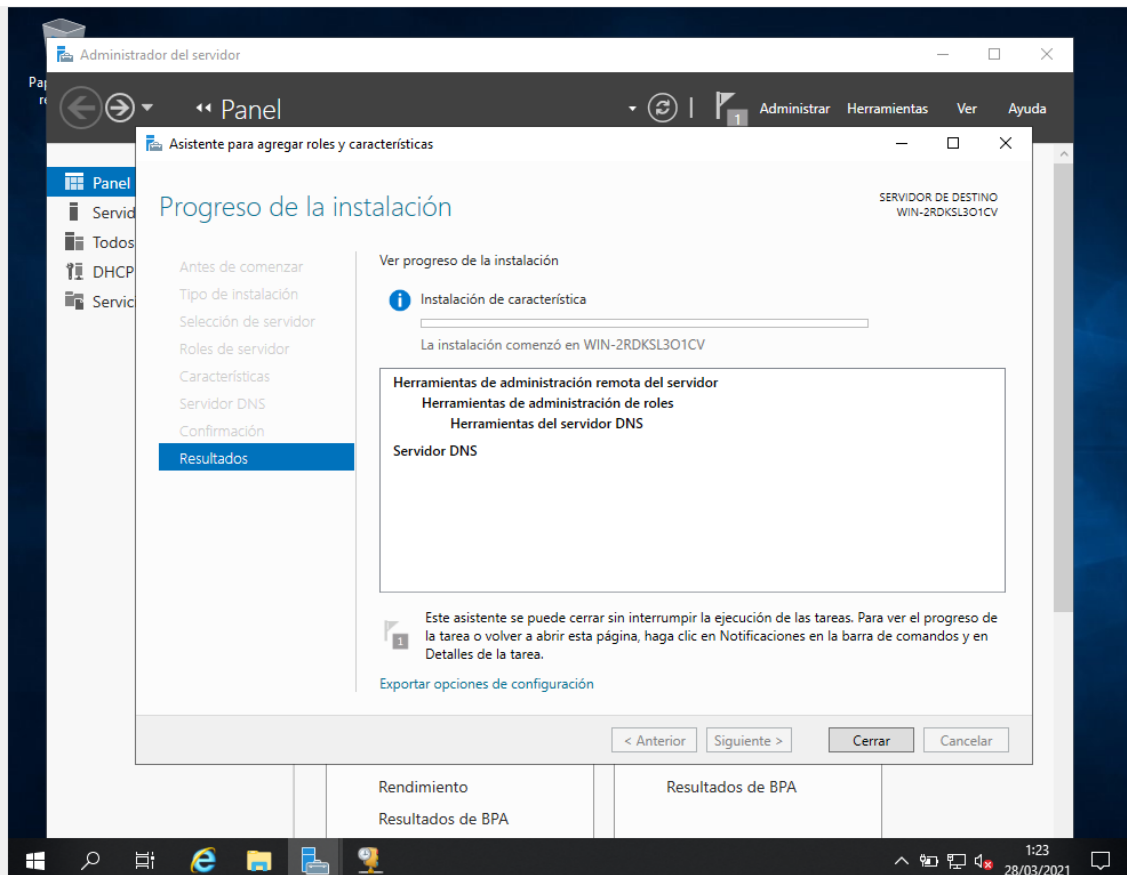 Administrador del servidor
Panel
Administrar Herramientas Ver Ayuda
1
Asistente para agregar roles y características
Panel
DHCP
Todos
Progreso de la instalación
SERVIDOR DE DESTINO
WIN-2RDKSL3O1CV
Antes de comenzar
Tipo de instalación
Selección de servidor
Roles de servidor
Características
Servidor DNS
Confirmación
Resultados
Ver progreso de la instalación
Instalación de característica
La instalación comenzó en WIN-2RDKSL3O1CV
Herramientas de administración remota del servidor
Herramientas de administración de roles
Herramientas del servidor DNS
Servidor DNS
1
Este asistente se puede cerrar sin interrumpir la ejecución de las tareas. Para ver el progreso de
la tarea o volver a abrir esta página, haga clic en Notificaciones en la barra de comandos y en
Detalles de la tarea.
Exportar opciones de configuración
< Anterior Siguiente > Cerrar Cancelar
Rendimiento
Resultados de BPA
Resultados de BPA
1:23
28/03/2021